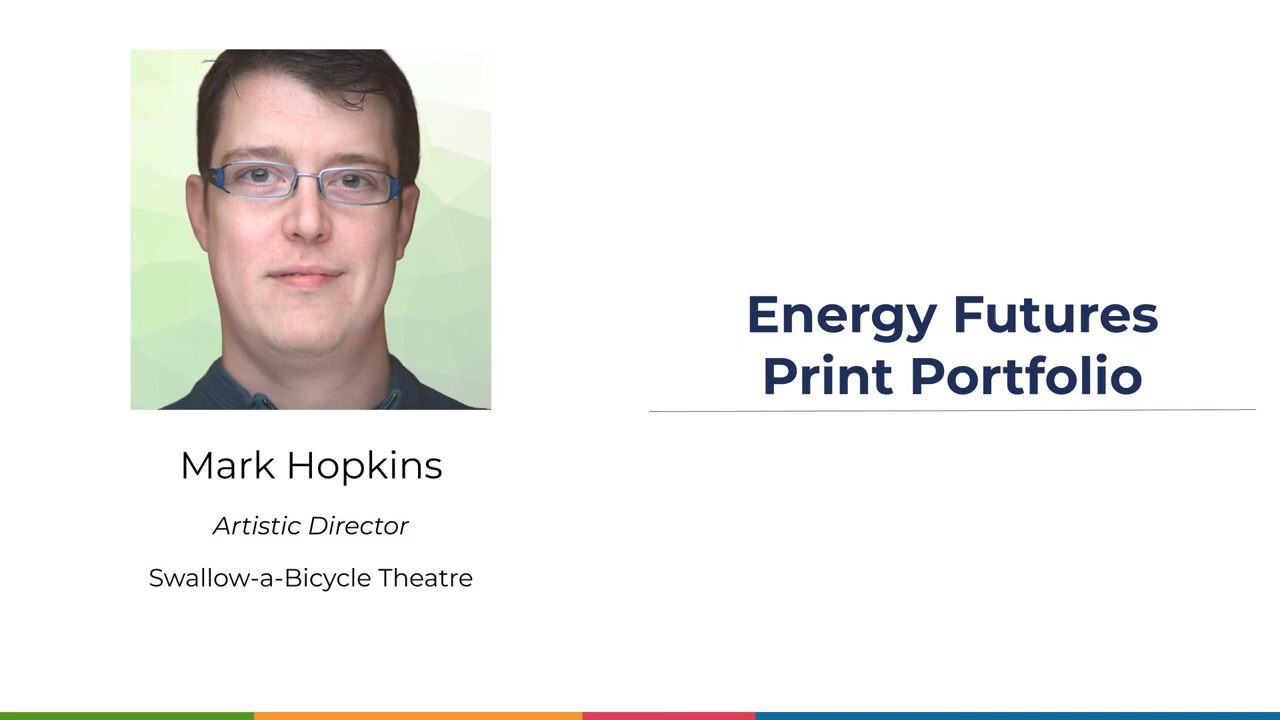 Mark Hopkins
Artistic Director
Swallow-a-Bicycle Theatre
Energy Futures
Print Portfolio